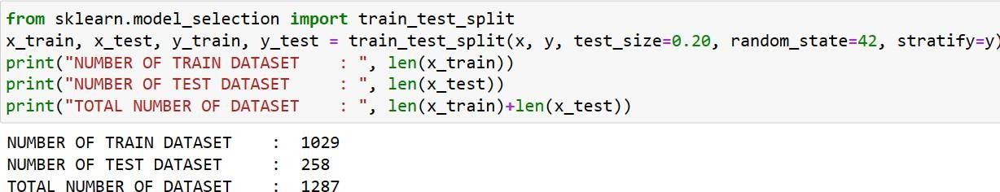 from sklearn.model_selection import train_test_split
x_train, x_test, y_train, y_test = train_test_split(x, y, test_size=0.20, random_state=42, stratify=y)
print("NUMBER OF TRAIN DATASET    : ", len(x_train))
print("NUMBER OF TEST DATASET     : ", len(x_test))
print("TOTAL NUMBER OF DATASET    : ", len(x_train)+len(x_test))
NUMBER OF TRAIN DATASET    :  1029
NUMBER OF TEST DATASET     :  258
TOTAL NUMBER OF DATASET    :  1287